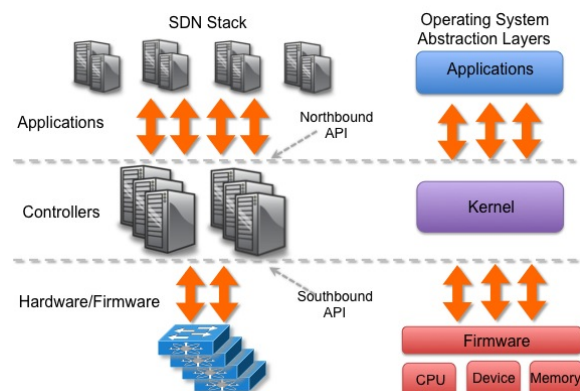 SDN Stack
Operating System
Abstraction Layers
Applications
Applications
Northbound
API
Controllers
Kernel
Hardware/Firmware
Southbound
API
Firmware
CPU
Device
Memory